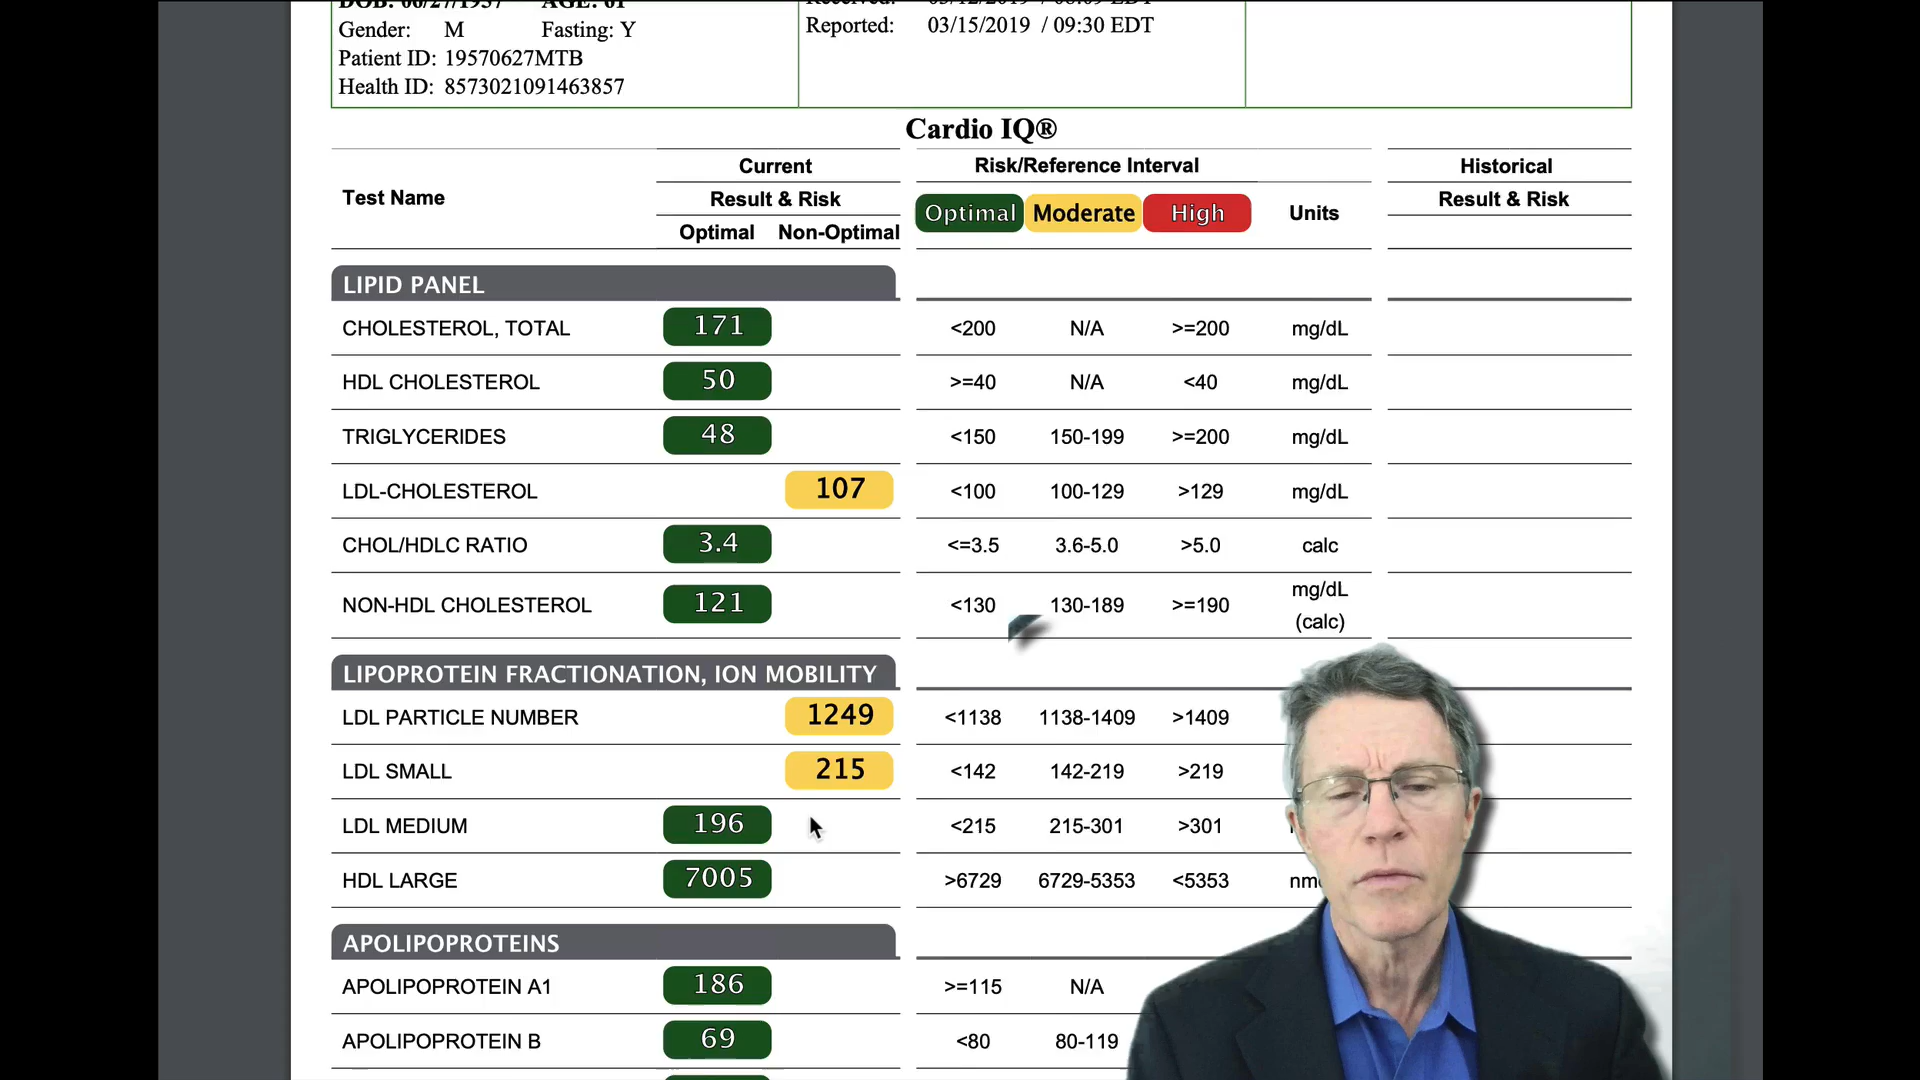 DOB: 06/27/1957 AGE: 61
Gender: M Fasting: Y
Reported: 03/15/2019 / 09:30 EDT
Patient ID: 19570627MTB
Health ID: 8573021091463857
Cardio IQ®
Current Risk/Reference Interval Historical
Test Name Result & Risk Optimal Moderate High Units Result & Risk
Optimal Non-Optimal
LIPID PANEL
CHOLESTEROL, TOTAL 171 <200 N/A >=200 mg/dL
HDL CHOLESTEROL 50 >=40 N/A <40 mg/dL
TRIGLYCERIDES 48 <150 150-199 >=200 mg/dL
LDL-CHOLESTEROL 107 <100 100-129 >129 mg/dL
CHOL/HDLC RATIO 3.4 <=3.5 3.6-5.0 >5.0 calc
NON-HDL CHOLESTEROL 121 <130 130-189 >=190 mg/dL
(calc)
LIPOPROTEIN FRACTIONATION, ION MOBILITY
LDL PARTICLE NUMBER 1249 <1138 1138-1409 >1409
LDL SMALL 215 <142 142-219 >219
LDL MEDIUM 196 <215 215-301 >301
HDL LARGE 7005 >6729 6729-5353 <5353
APOLIPOPROTEINS
APOLIPOPROTEIN A1 186 >=115 N/A
APOLIPOPROTEIN B 69 <80 80-119